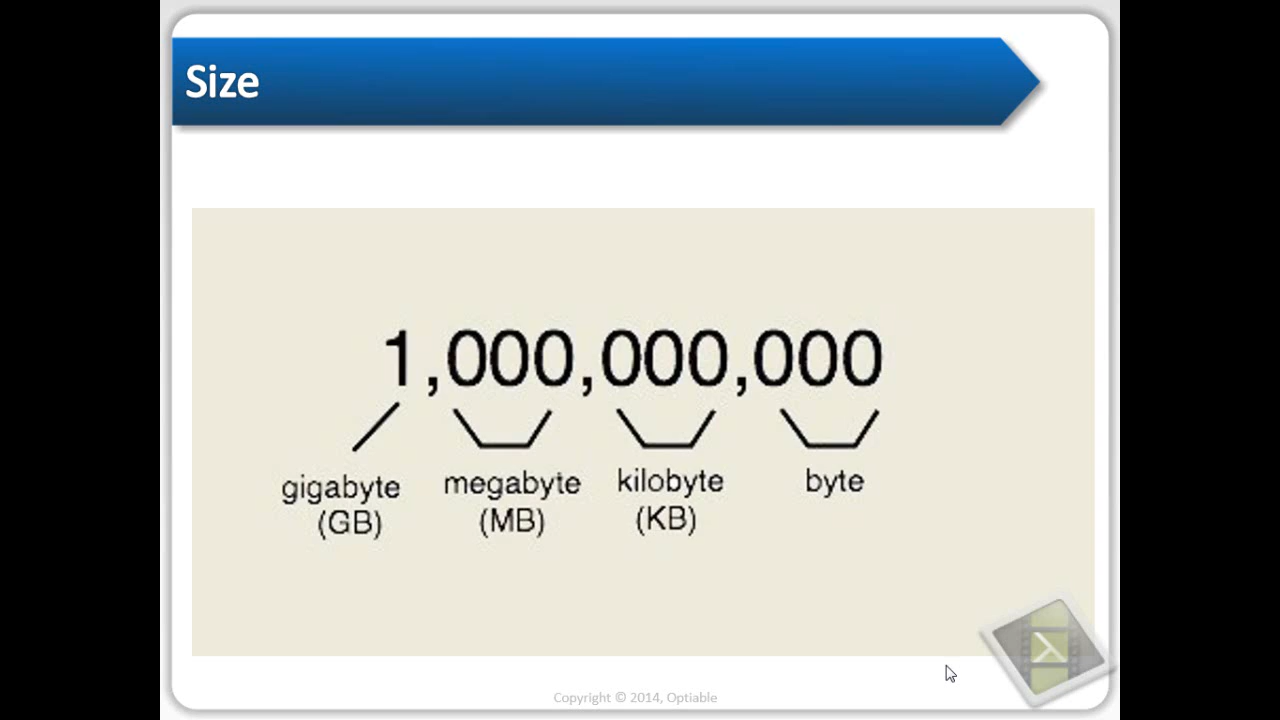 Size
1,000,000,000
gigabyte megabyte kilobyte byte
(GB) (MB) (KB)
Copyright © 2014, Optiable